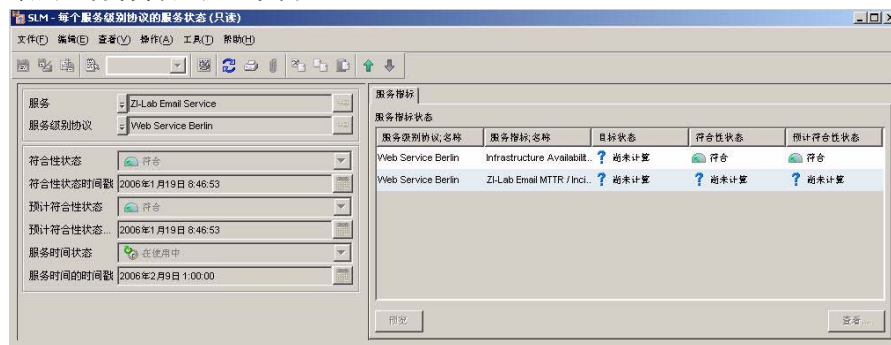 SLM - 每个服务级别协议的服务状态 (只读)
文件(F) 编辑(E) 查看(V) 操作(A) 工具(T) 帮助(H)
服务 ZI-Lab Email Service
服务级别协议 Web Service Berlin
符合性状态 符合
符合性状态时间戳 2006年1月19日 8:46:53
预计符合性状态 符合
预计符合性状态... 2006年1月19日 8:46:53
服务时间状态 在使用中
服务时间的时间戳 2006年2月9日 1:00:00
服务指标
服务指标状态
服务级别协议;名称 服务指标;名称 目标状态 符合性状态 预计符合性状态
Web Service Berlin Infrastructure Availabilit... ? 尚未计算 符合 符合
Web Service Berlin ZI-Lab Email MTTR / Inci... ? 尚未计算 ? 尚未计算 ? 尚未计算
预览 查看...